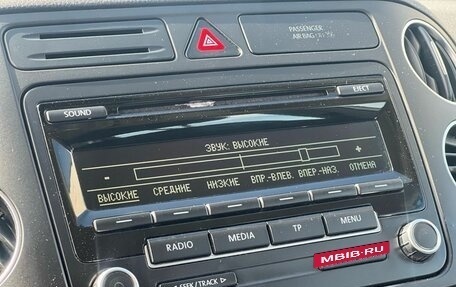 PASSENGER
AIRBAG
SOUND
EJECT
ЗВУК: ВЫСОКИЕ
- +
ВЫСОКИЕ СРЕДНИЕ НИЗКИЕ ВПР.-ВЛЕВ. ВПЕР.-НАЗ. ОТМЕНА
RADIO MEDIA TP MENU
MBIB.RU
SEEK/TRACK